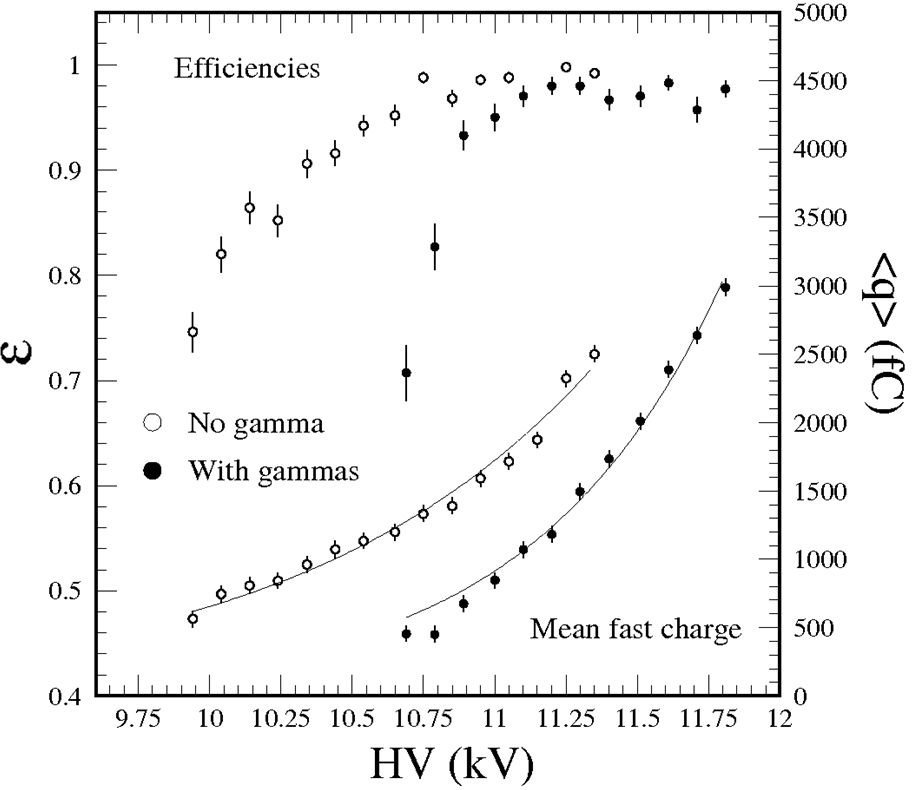 Efficiencies
No gamma
With gammas
Mean fast charge
ε
1
0.9
0.8
0.7
0.6
0.5
0.4
5000
4500
4000
3500
3000
2500
2000
1500
1000
500
0
<q> (fC)
9.75 10 10.25 10.5 10.75 11 11.25 11.5 11.75 12
HV (kV)